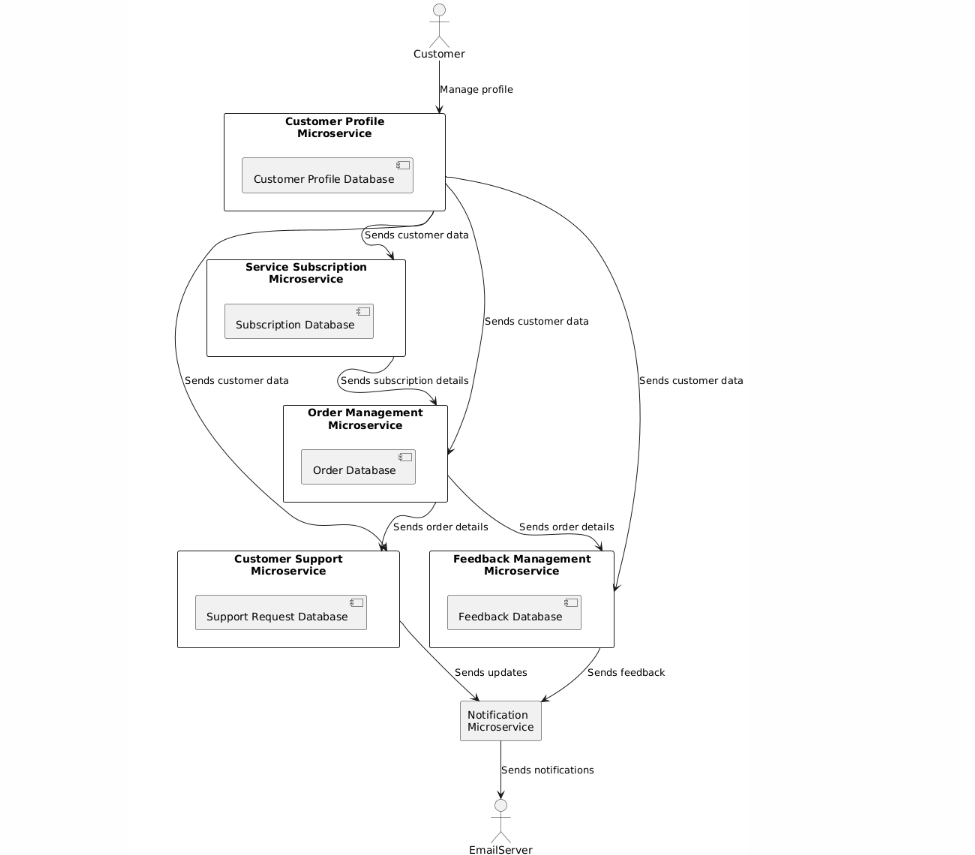 Customer
Manage profile
Customer Profile
Microservice
Customer Profile Database
Sends customer data
Service Subscription
Microservice
Subscription Database
Sends customer data
Sends customer data
Sends subscription details
Sends customer data
Order Management
Microservice
Order Database
Sends order details
Sends order details
Customer Support
Microservice
Support Request Database
Feedback Management
Microservice
Feedback Database
Sends updates
Sends feedback
Notification
Microservice
Sends notifications
EmailServer